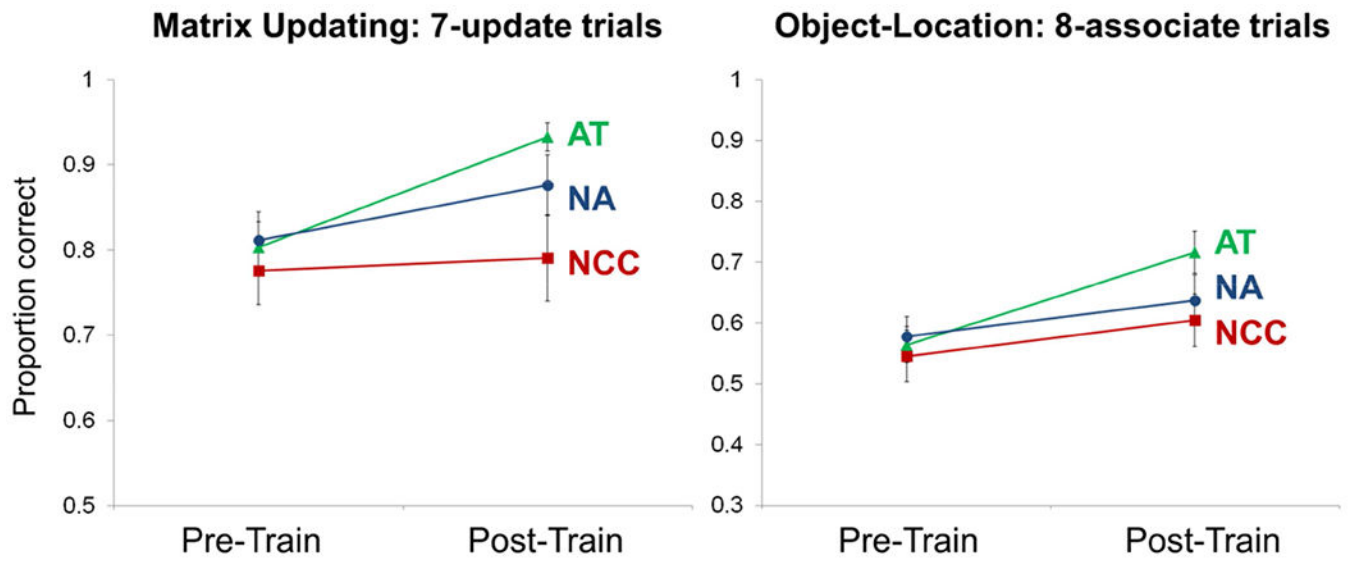 Matrix Updating: 7-update trials
Proportion correct
1
0.9
0.8
0.7
0.6
0.5
AT
NA
NCC
Pre-Train
Post-Train
Object-Location: 8-associate trials
1
0.9
0.8
0.7
0.6
0.5
0.4
0.3
AT
NA
NCC
Pre-Train
Post-Train